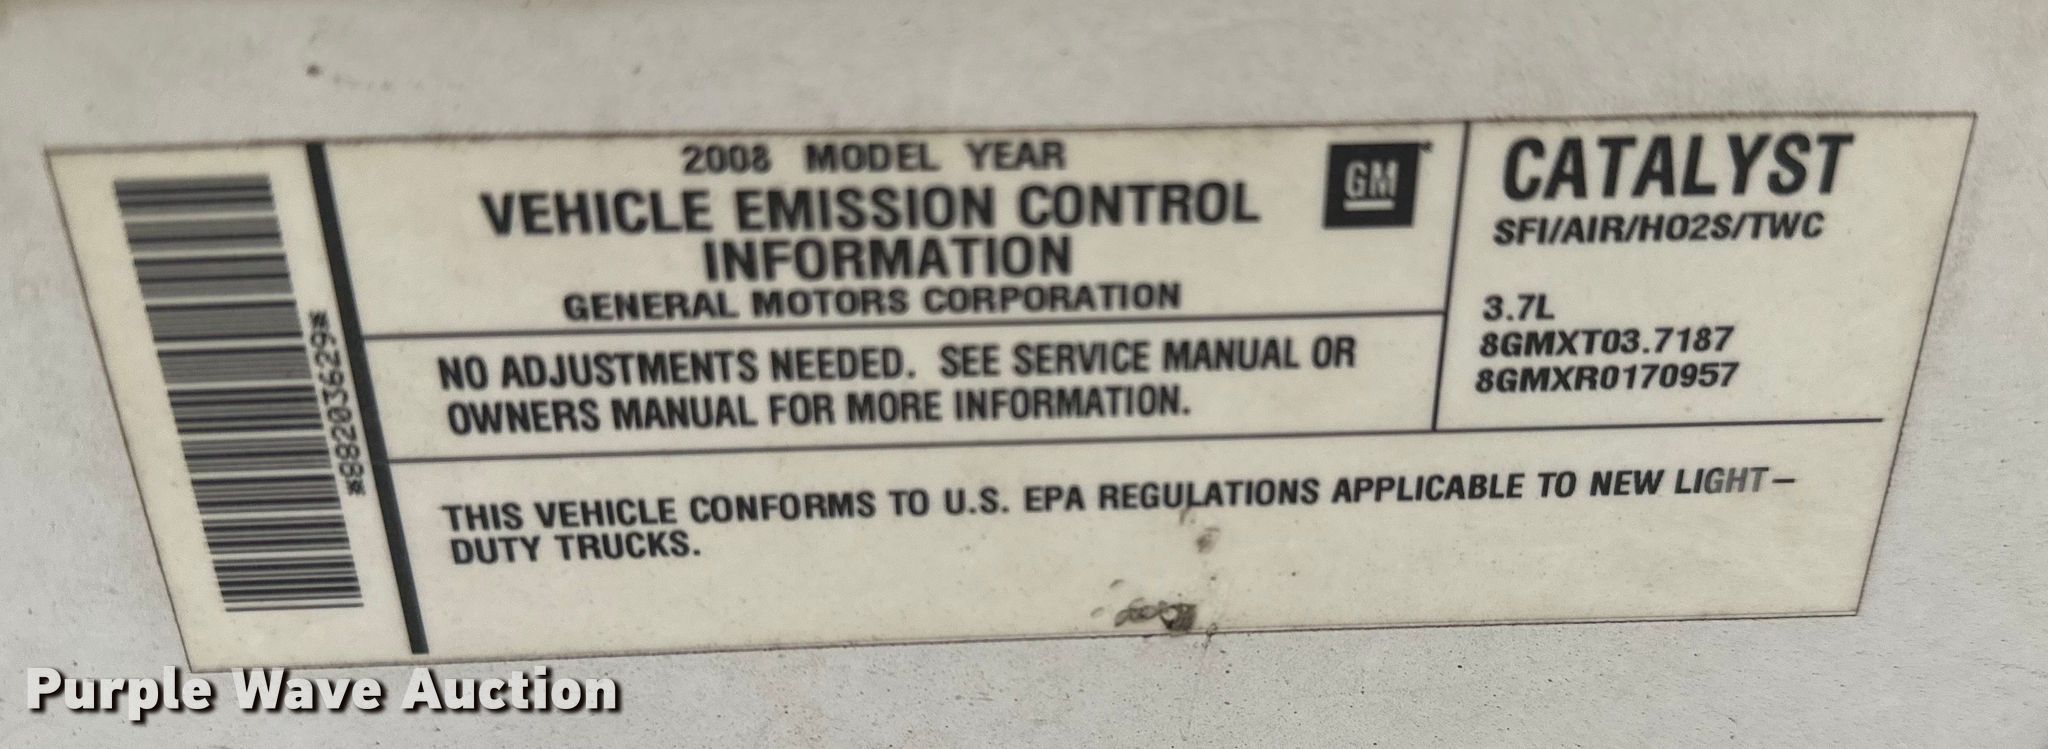 *882036629*
2008 MODEL YEAR
VEHICLE EMISSION CONTROL
INFORMATION
GENERAL MOTORS CORPORATION
GM
NO ADJUSTMENTS NEEDED. SEE SERVICE MANUAL OR
OWNERS MANUAL FOR MORE INFORMATION.
CATALYST
SFI/AIR/HO2S/TWC
3.7L
8GMXT03.7187
8GMXR0170957
THIS VEHICLE CONFORMS TO U.S. EPA REGULATIONS APPLICABLE TO NEW LIGHT-
DUTY TRUCKS.
Purple Wave Auction